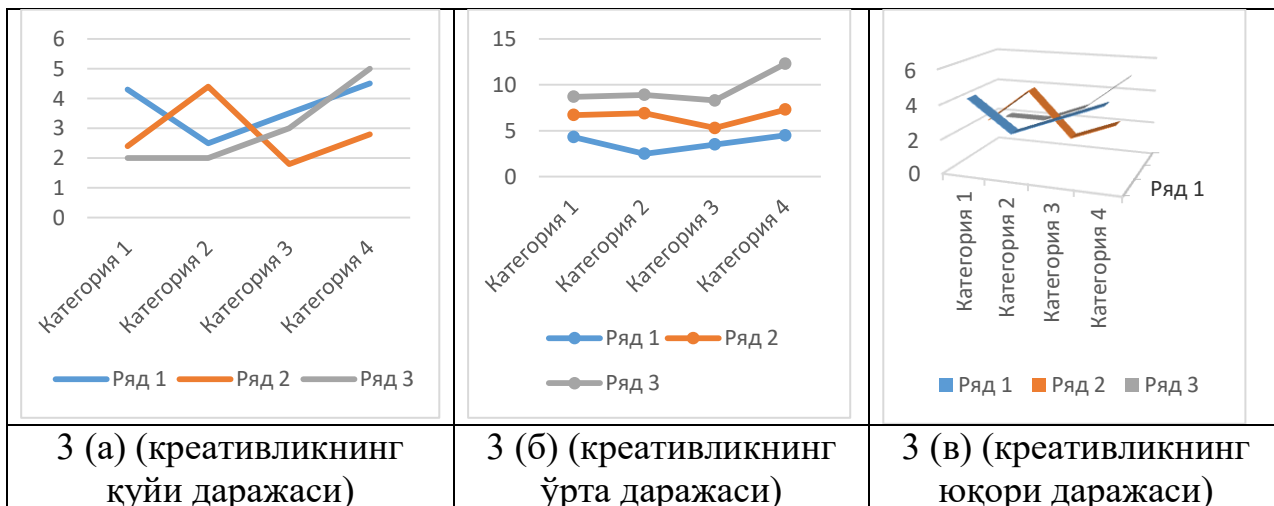 6
5
4
3
2
1
0
Категория 1
Категория 2
Категория 3
Категория 4
Ряд 1 Ряд 2 Ряд 3
15
10
5
0
Категория 1
Категория 2
Категория 3
Категория 4
Ряд 1 Ряд 2
Ряд 3
6
4
2
0
Категория 1
Категория 2
Категория 3
Категория 4
Ряд 1
Ряд 1 Ряд 2 Ряд 3
3 (а) (креативликнинг
қуйи даражаси)
3 (б) (креативликнинг
ўрта даражаси)
3 (в) (креативликнинг
юқори даражаси)